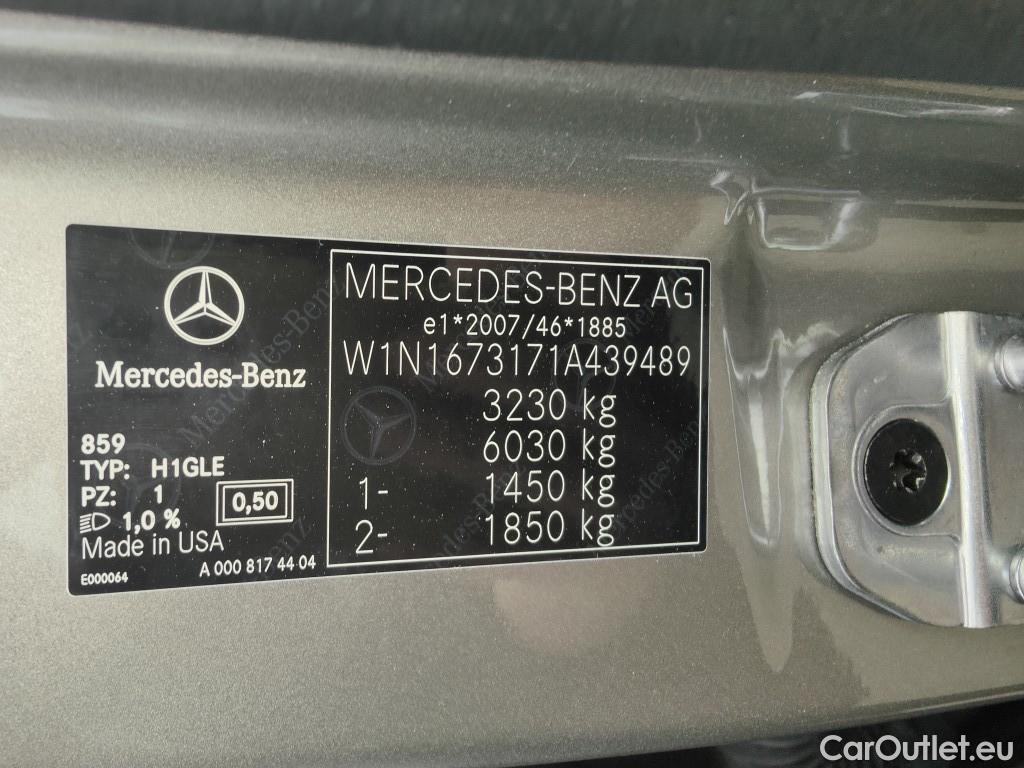 Mercedes-Benz
859
TYP: H1GLE
PZ: 1
0,50
1,0 %
Made in USA
E000064
A 000 817 44 04
MERCEDES-BENZ AG
e1*2007/46*1885
W1N1673171A439489
3230 kg
6030 kg
1- 1450 kg
2- 1850 kg
CarOutlet.eu